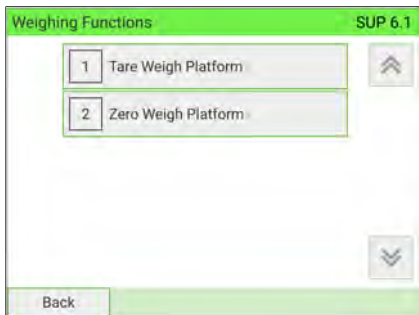 Weighing Functions SUP 6.1
1 Tare Weigh Platform
2 Zero Weigh Platform
Back